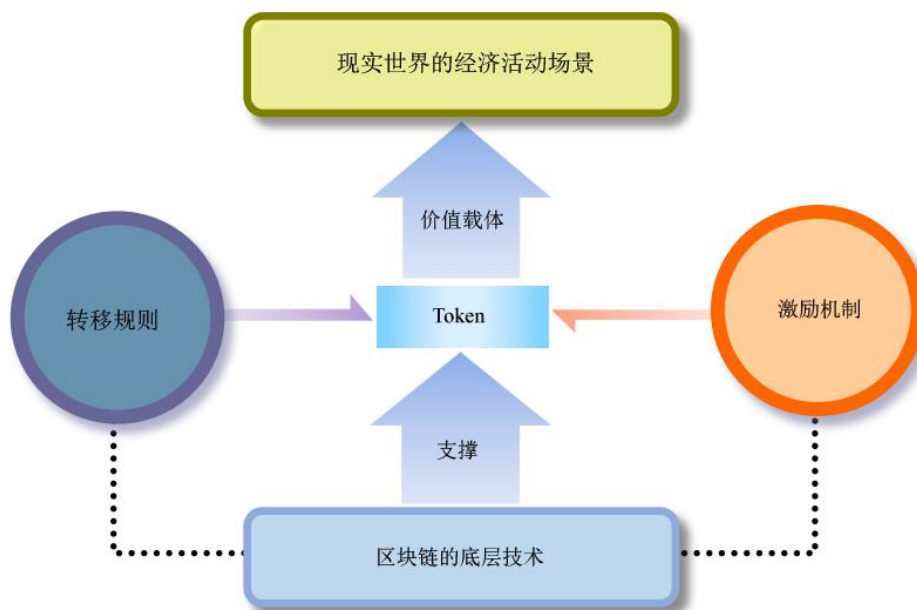 现实世界的经济活动场景
价值载体
转移规则
Token
激励机制
支撑
区块链的底层技术